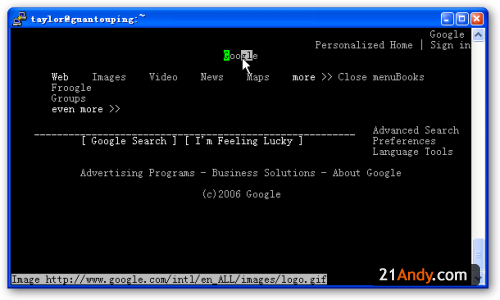 taylor@guantouping:~
Google
Personalized Home | Sign in
Google
Web Images Video News Maps more >> Close menuBooks
Froogle
Groups
even more >>
Advanced Search
[ Google Search ] [ I'm Feeling Lucky ] Preferences
Language Tools
Advertising Programs - Business Solutions - About Google
(c)2006 Google
21Andy.com
Image http://www.google.com/intl/en_ALL/images/logo.gif